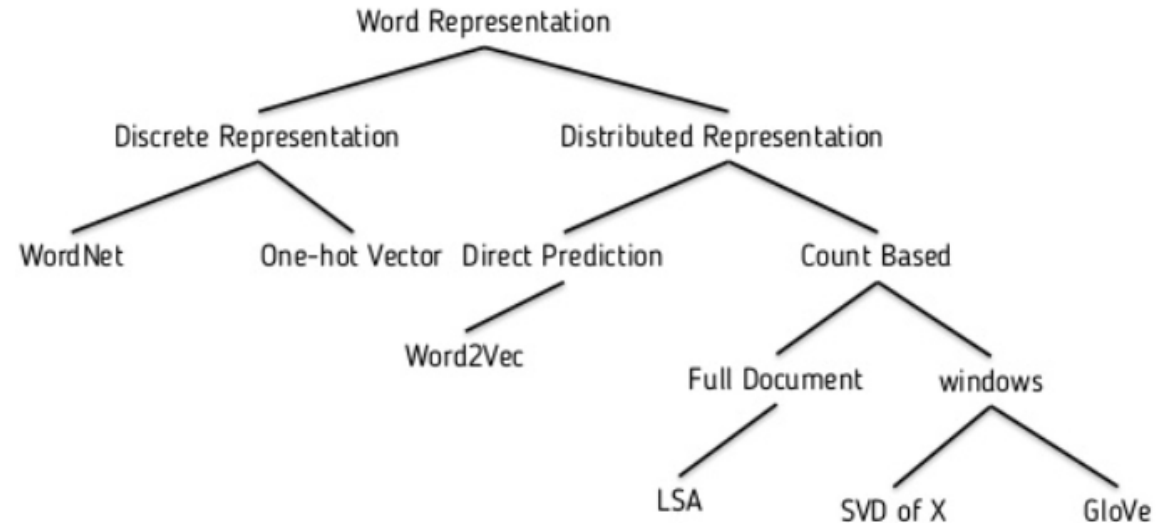 Word Representation
Discrete Representation
Distributed Representation
WordNet
One-hot Vector
Direct Prediction
Count Based
Word2Vec
Full Document
windows
LSA
SVD of X
GloVe